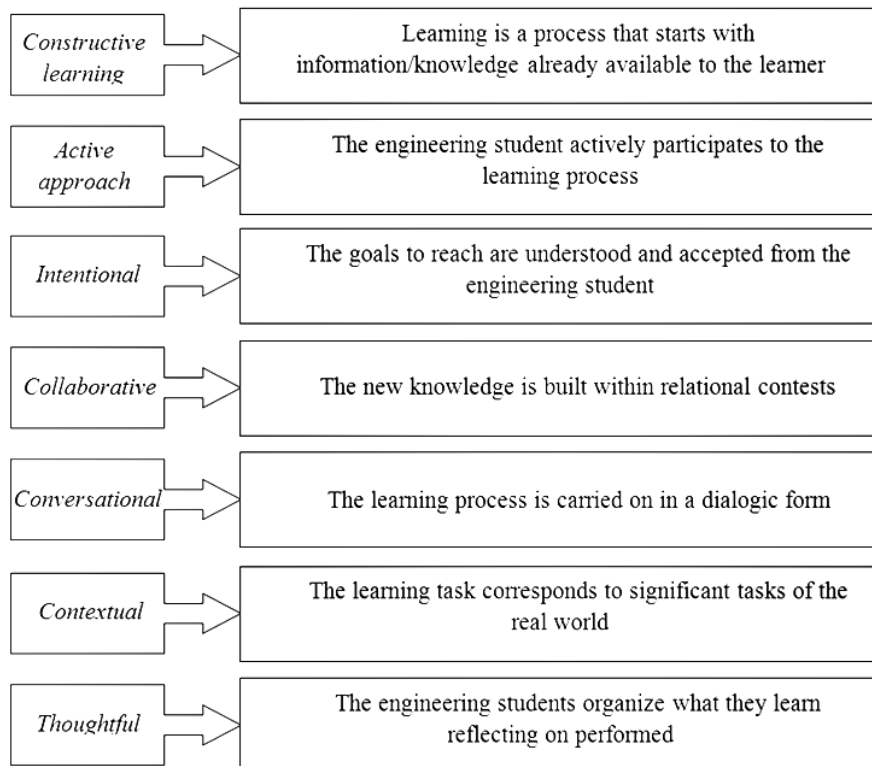 Constructive
learning
Learning is a process that starts with
information/knowledge already available to the learner
Active
approach
The engineering student actively participates to the
learning process
Intentional
The goals to reach are understood and accepted from the
engineering student
Collaborative
The new knowledge is built within relational contests
Conversational
The learning process is carried on in a dialogic form
Contextual
The learning task corresponds to significant tasks of the
real world
Thoughtful
The engineering students organize what they learn
reflecting on performed